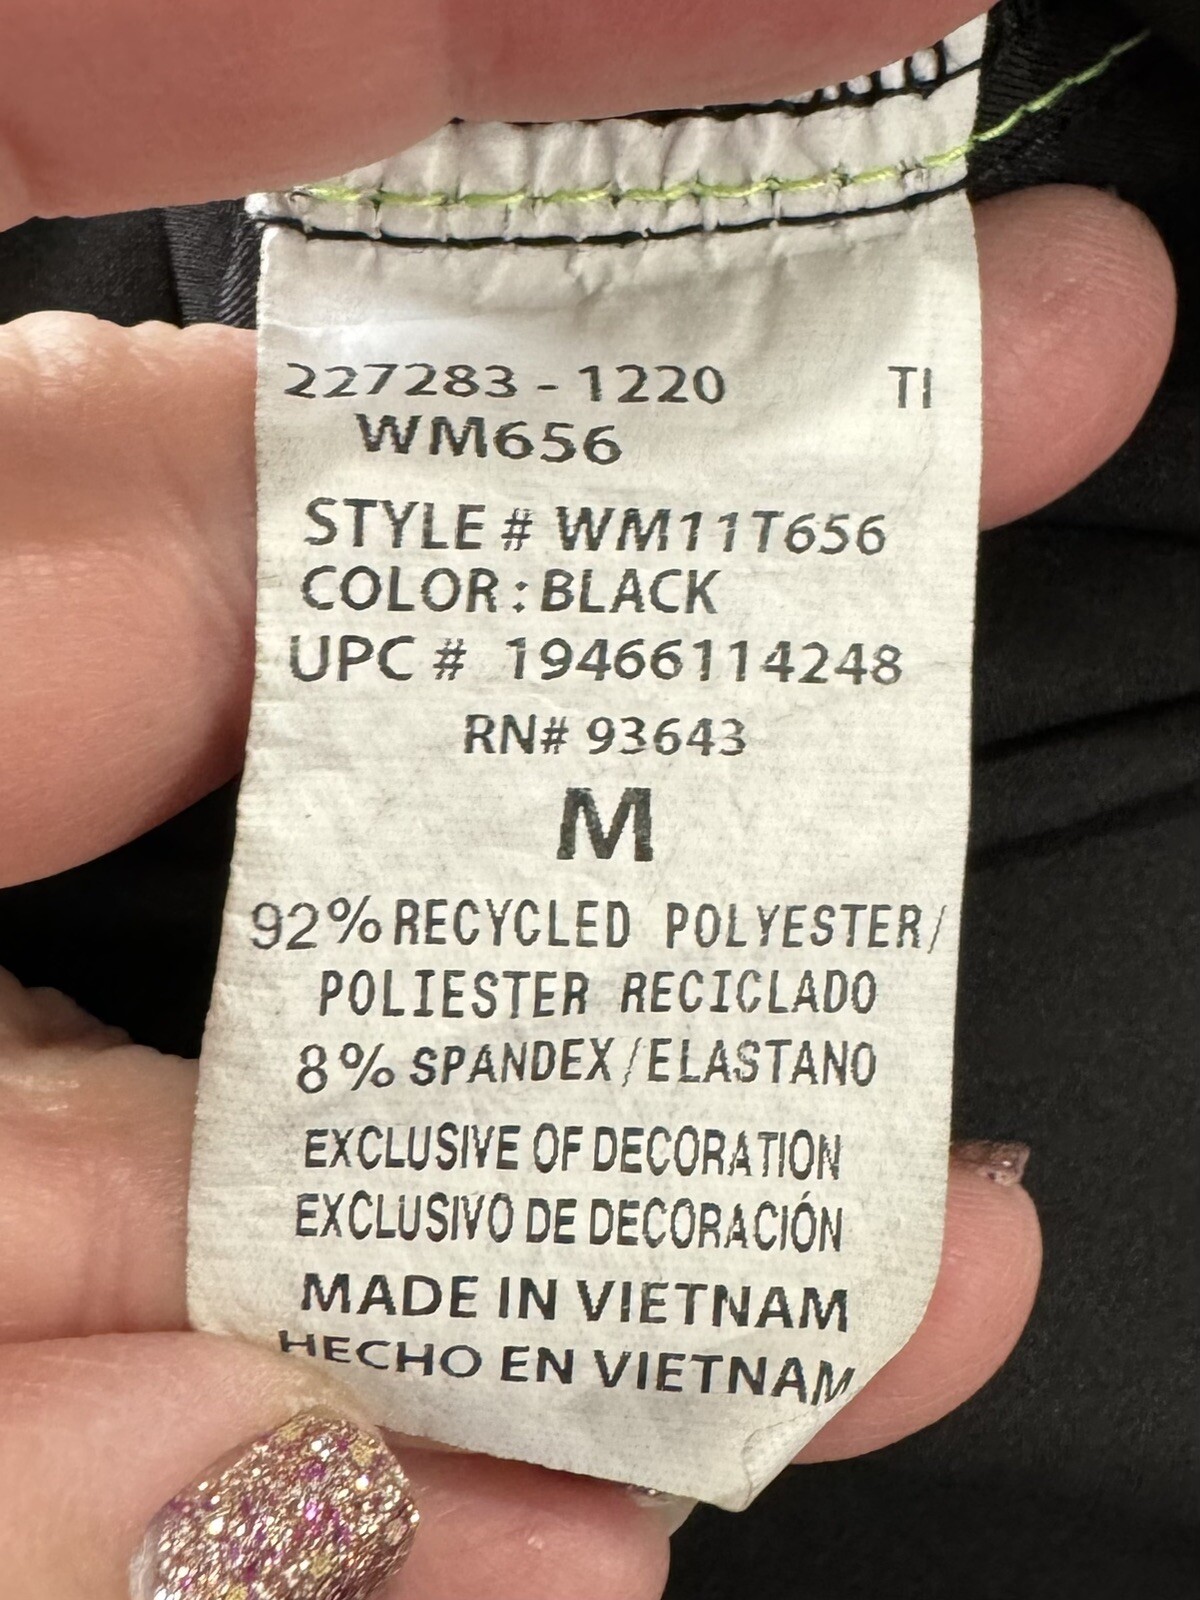 227283 - 1220 TI
WM656
STYLE # WM11T656
COLOR : BLACK
UPC # 19466114248
RN# 93643
M
92% RECYCLED POLYESTER/
POLIESTER RECICLADO
8% SPANDEX/ELASTANO
EXCLUSIVE OF DECORATION
EXCLUSIVO DE DECORACIÓN
MADE IN VIETNAM
HECHO EN VIETNAM